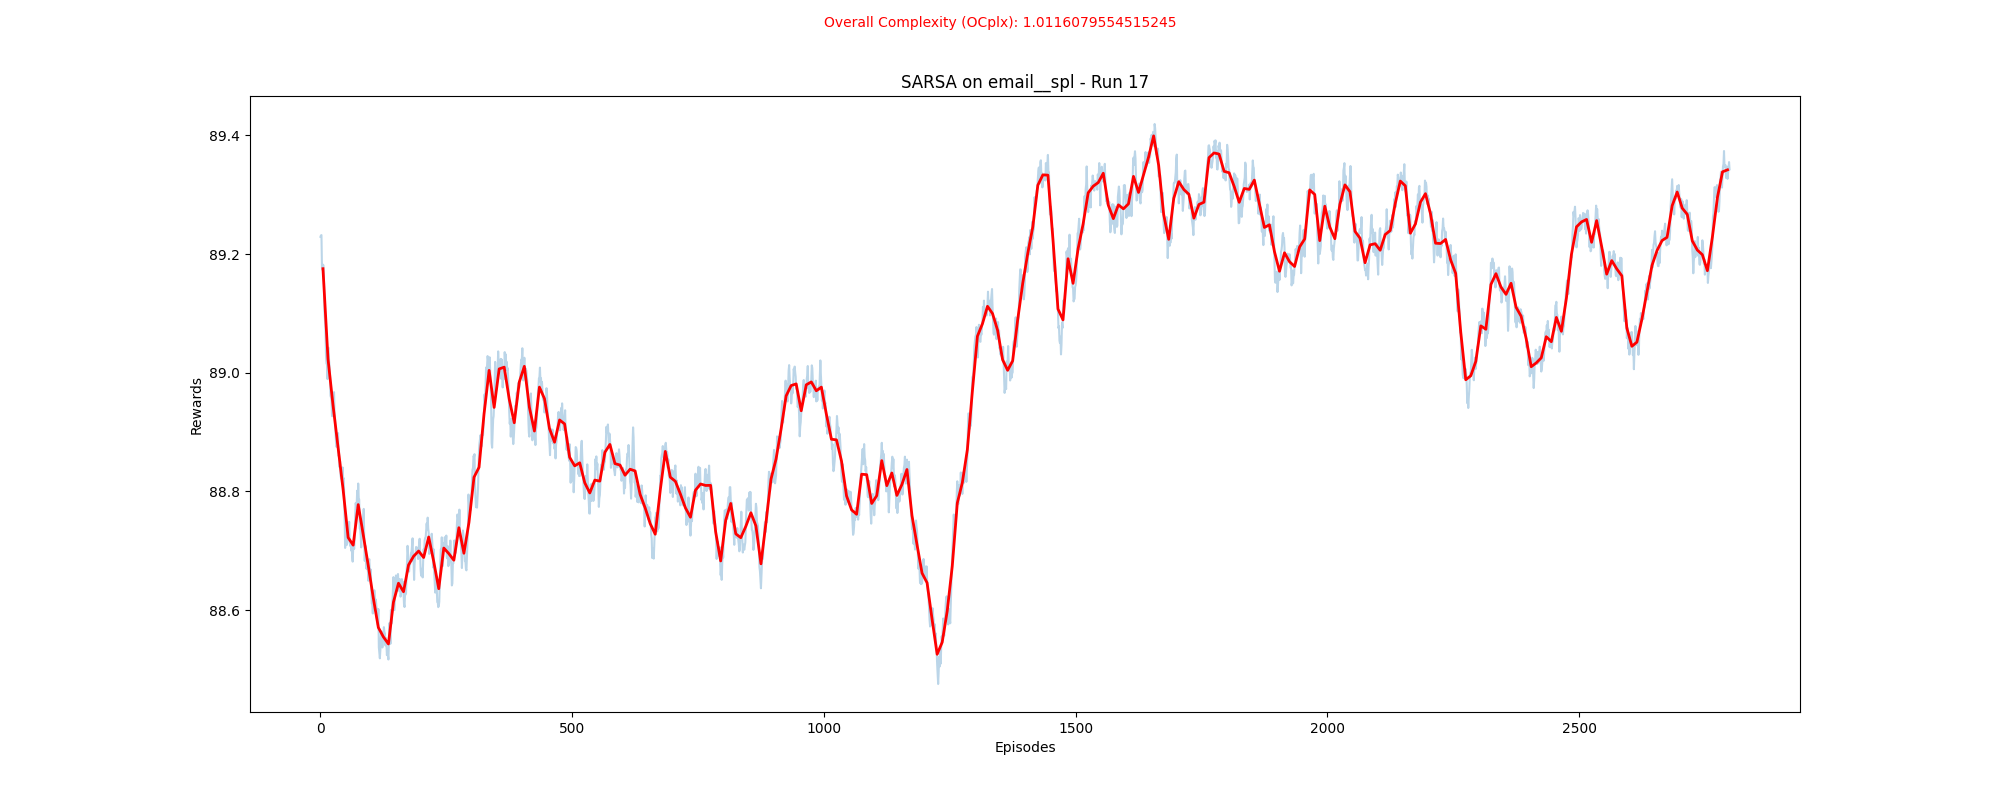 Overall Complexity (OCplx): 1.0116079554515245
SARSA on email__spl - Run 17
89.4
89.2
89.0
88.8
88.6
Rewards
0
500
1000
1500
2000
2500
Episodes